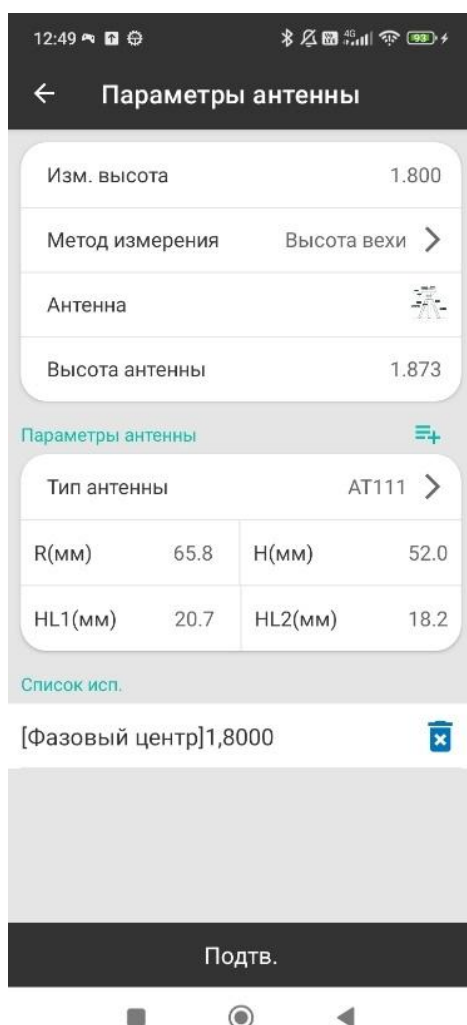 12:49 4G 93
Параметры антенны
Изм. высота 1.800
Метод измерения Высота вехи
Антенна
Высота антенны 1.873
Параметры антенны
Тип антенны AT111
R(мм) 65.8 H(мм) 52.0
HL1(мм) 20.7 HL2(мм) 18.2
Список исп.
[Фазовый центр]1,8000
Подтв.